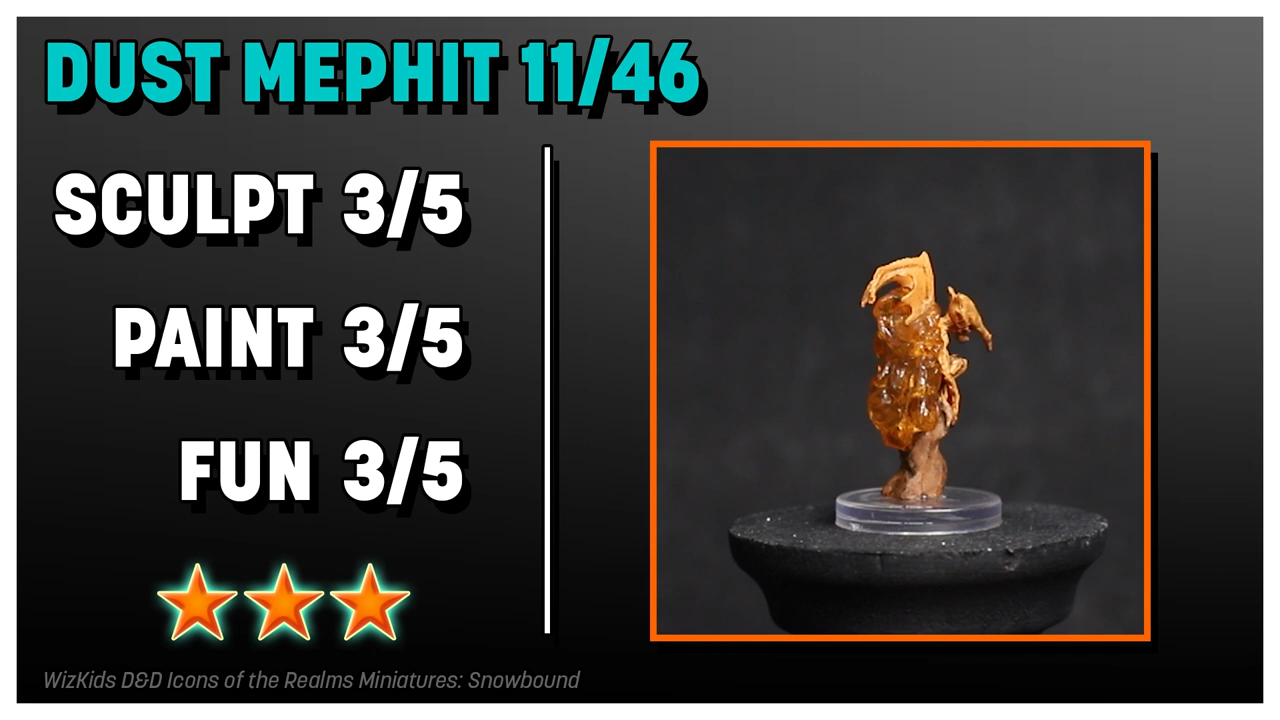 DUST MEPHIT 11/46
SCULPT 3/5
PAINT 3/5
FUN 3/5
WizKids D&D Icons of the Realms Miniatures: Snowbound